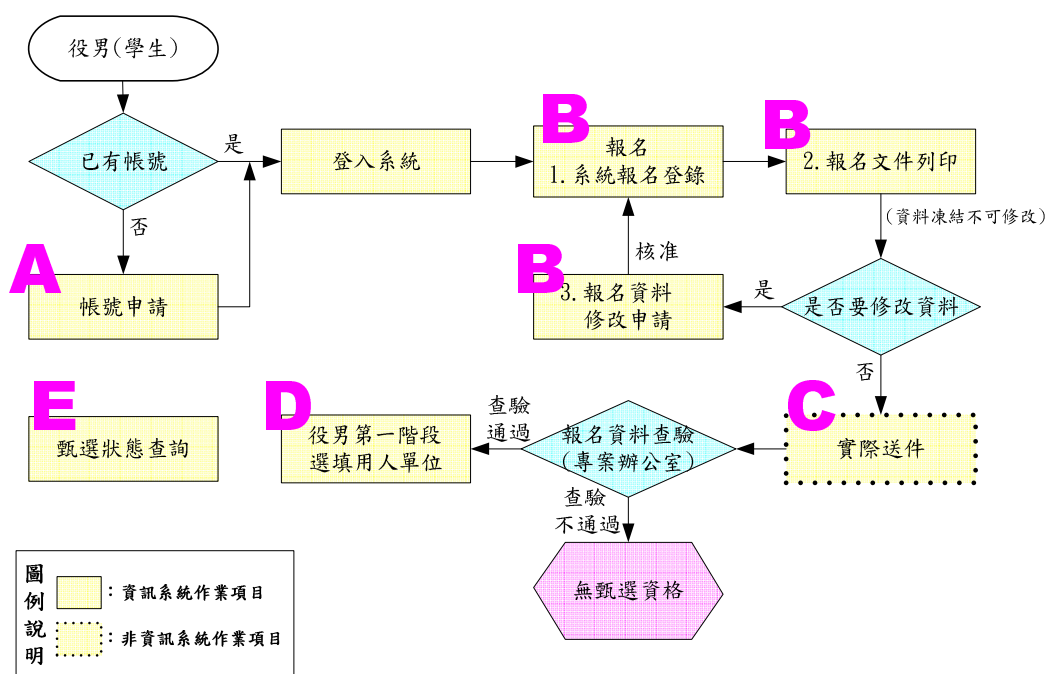 役男(學生)
已有帳號
是
否
A
帳號申請
登入系統
B
報名
1.系統報名登錄
B
2.報名文件列印
(資料凍結不可修改)
核准
B
3.報名資料
修改申請
是
是否要修改資料
否
E
甄選狀態查詢
D
役男第一階段
選填用人單位
查驗
通過
報名資料查驗
(專案辦公室)
C
實際送件
查驗
不通過
無甄選資格
圖例說明
：資訊系統作業項目
：非資訊系統作業項目